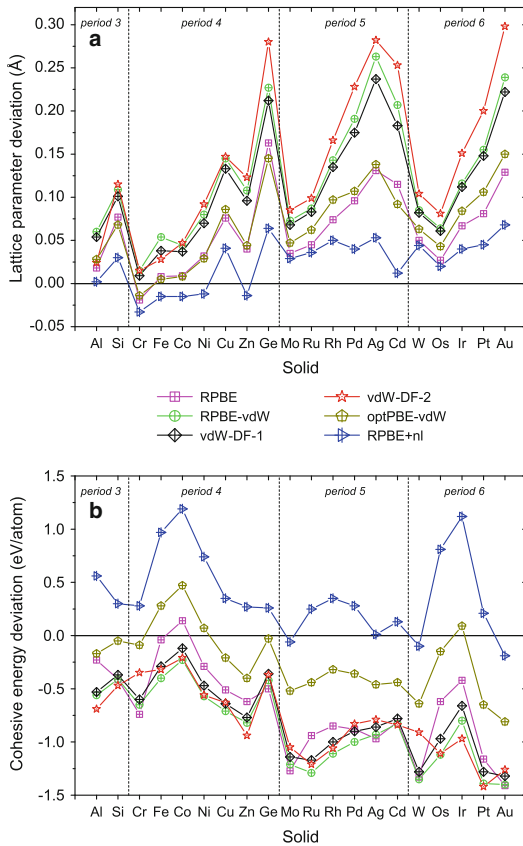 period 3 period 4 period 5 period 6
a
0.30
0.25
0.20
0.15
0.10
0.05
0.00
-0.05
Lattice parameter deviation (Å)
Al Si Cr Fe Co Ni Cu Zn Ge Mo Ru Rh Pd Ag Cd W Os Ir Pt Au
Solid
RPBE vdW-DF-2
RPBE-vdW optPBE-vdW
vdW-DF-1 RPBE+nl
period 3 period 4 period 5 period 6
b
1.5
1.0
0.5
0.0
-0.5
-1.0
-1.5
Cohesive energy deviation (eV/atom)
Al Si Cr Fe Co Ni Cu Zn Ge Mo Ru Rh Pd Ag Cd W Os Ir Pt Au
Solid